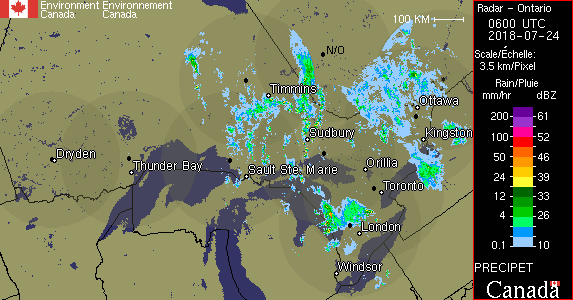 Environment Environnement
Canada Canada
100 KM
N/O
Timmins
Ottawa
Sudbury
Kingston
Dryden
Thunder Bay
Sault Ste. Marie
Orillia
Toronto
London
Windsor
Radar - Ontario
0600 UTC
2018-07-24
Scale/Échelle:
3.5 km/Pixel
Rain/Pluie
mm/hr dBZ
200 61
100 52
50 46
24 39
12 33
4 26
0.1 10
PRECIPET
Canada